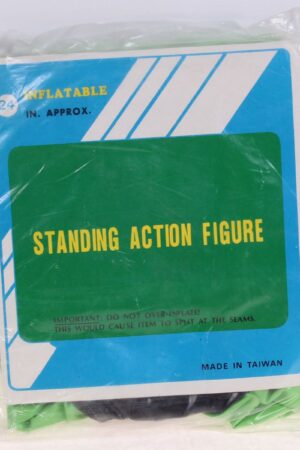 24
INFLATABLE
IN. APPROX.
STANDING ACTION FIGURE
IMPORTANT: DO NOT OVER-INFLATE!
THIS WOULD CAUSE ITEM TO SPLIT AT THE SEAMS.
MADE IN TAIWAN